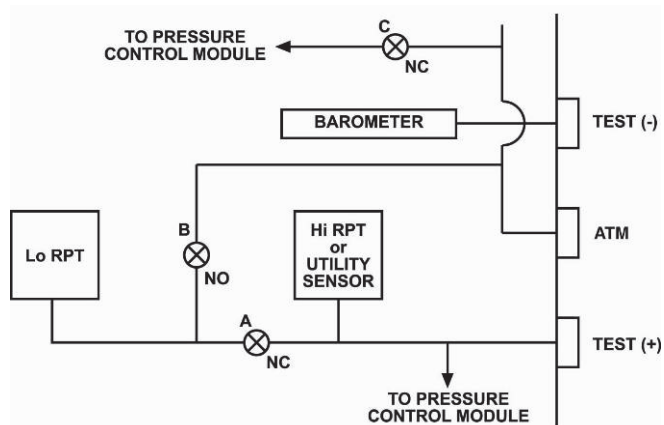 C
TO PRESSURE
CONTROL MODULE
NC
BAROMETER
TEST (-)
B
Lo RPT
Hi RPT
or
UTILITY
SENSOR
ATM
NO
A
NC
TEST (+)
TO PRESSURE
CONTROL MODULE